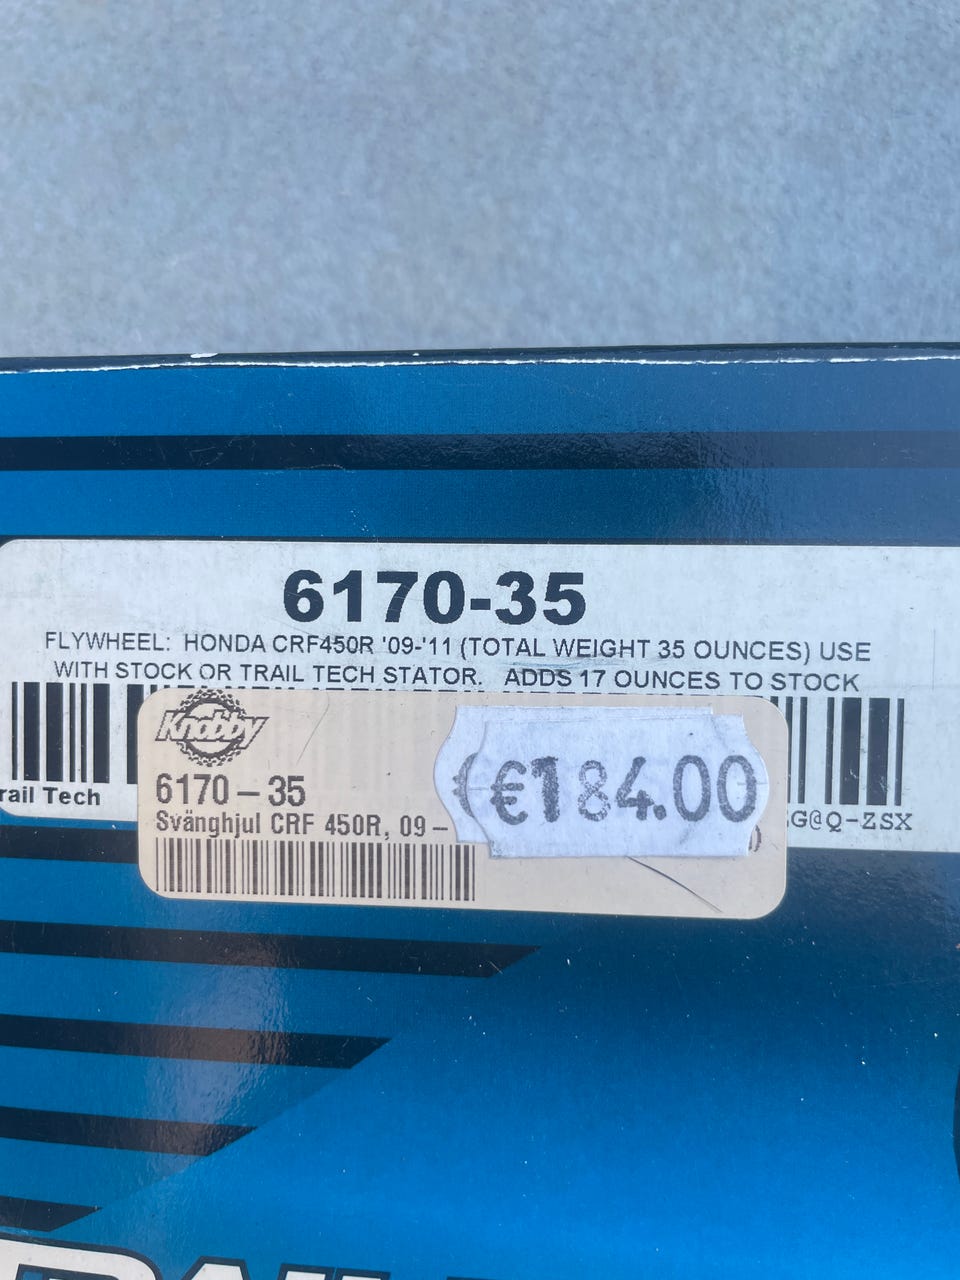 6170-35
FLYWHEEL: HONDA CRF450R '09-'11 (TOTAL WEIGHT 35 OUNCES) USE
WITH STOCK OR TRAIL TECH STATOR. ADDS 17 OUNCES TO STOCK
Knobby
6170-35
€184.00
rail Tech
Svänghjul CRF 450R, 09-
G@Q-ZSX